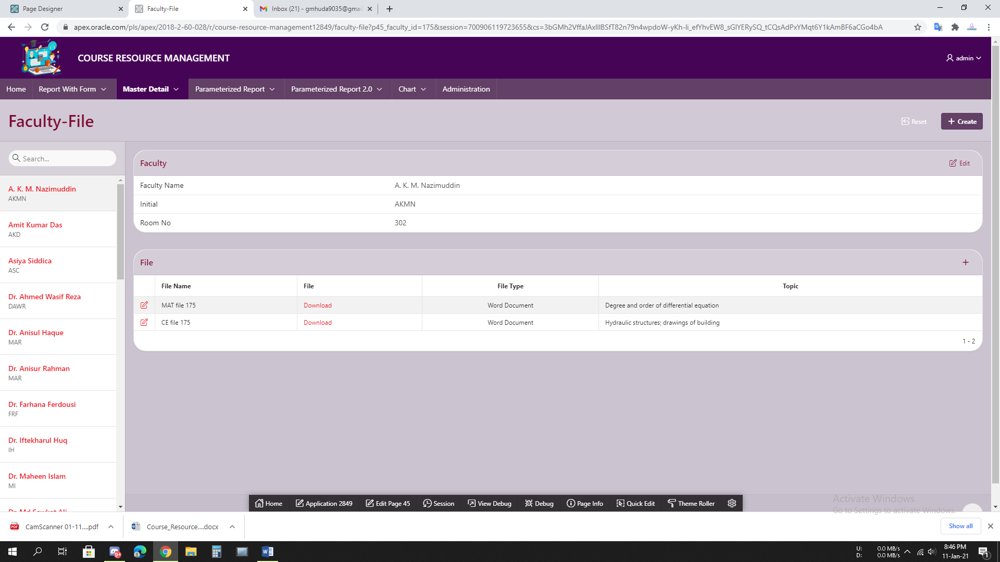 Page Designer
Faculty-File
Inbox (21) - gmhuda9035@gmai
apex.oracle.com/pls/apex/2018-2-60-028/r/course-resource-management12849/faculty-file?p45_faculty_id=175&session=700906119723655&cs=3bGMh2VffaJAxIlIBSfT82n79n4wpdoW-yKh-li_efYhvEW8_sGlYERySQ_tCQsAdPxYMqt6Y1kAmBF6aCGo4bA
COURSE RESOURCE MANAGEMENT
admin
Home
Report With Form
Master Detail
Parameterized Report
Parameterized Report 2.0
Chart
Administration
Faculty-File
Reset
Create
Search...
A. K. M. Nazimuddin
AKMN
Amit Kumar Das
AKD
Asiya Siddica
ASC
Dr. Ahmed Wasif Reza
DAWR
Dr. Anisul Haque
MAR
Dr. Anisur Rahman
MAR
Dr. Farhana Ferdousi
FRF
Dr. Iftekharul Huq
IH
Dr. Maheen Islam
MI
Dr. Md Sawkat Ali
Faculty
Edit
Faculty Name A. K. M. Nazimuddin
Initial AKMN
Room No 302
File
File Name File File Type Topic
MAT file 175 Download Word Document Degree and order of differential equation
CE file 175 Download Word Document Hydraulic structures; drawings of building
1 - 2
Home
Application 2849
Edit Page 45
Session
View Debug
Debug
Page Info
Quick Edit
Theme Roller
Activate Windows
Go to Settings to activate Windows.
CamScanner 01-11....pdf
Course_Resource....docx
Show all
9+
U: 0.0 MB/s
D: 0.0 MB/s
8:46 PM
11-Jan-21
1